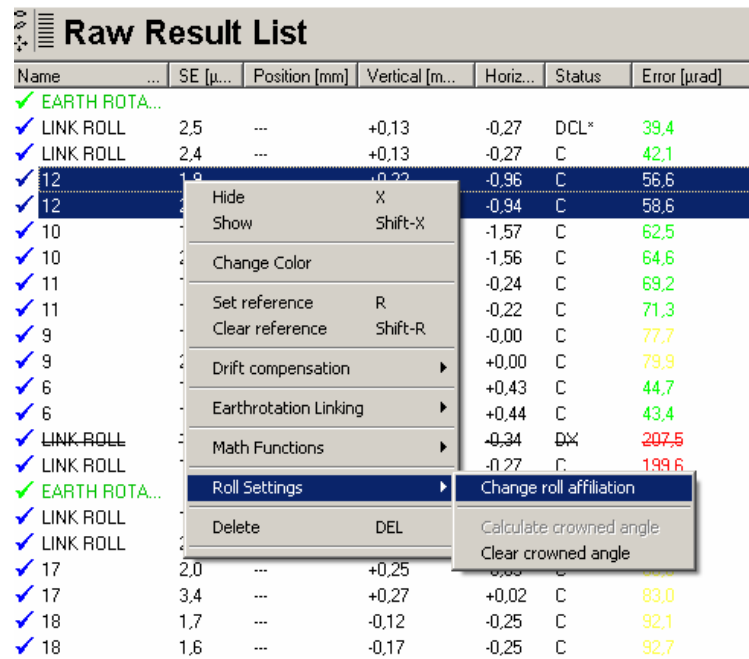 Raw Result List
Name ... SE [µ... Position [mm] Vertical [m... Horiz... Status Error [µrad]
EARTH ROTA...
LINK ROLL 2,5 --- +0,13 -0,27 DCL* 39,4
LINK ROLL 2,4 --- +0,13 -0,27 C 42,1
12 1,9 +0,22 -0,96 C 56,6
12 -0,94 C 58,6
10 -1,57 C 62,5
10 -1,56 C 64,6
11 -0,24 C 69,2
11 -0,22 C 71,3
9 -0,00 C 77,7
9 +0,00 C 79,9
6 +0,43 C 44,7
6 +0,44 C 43,4
LINK ROLL -0,34 DX 207,5
LINK ROLL -0,27 C 199,6
EARTH ROTA...
LINK ROLL
LINK ROLL
17 2,0 --- +0,25
17 3,4 --- +0,27 +0,02 C 83,0
18 1,7 --- -0,12 -0,25 C 92,1
18 1,6 --- -0,17 -0,25 C 92,7
Hide X
Show Shift-X
Change Color
Set reference R
Clear reference Shift-R
Drift compensation
Earthrotation Linking
Math Functions
Roll Settings
Delete DEL
Change roll affiliation
Calculate crowned angle
Clear crowned angle